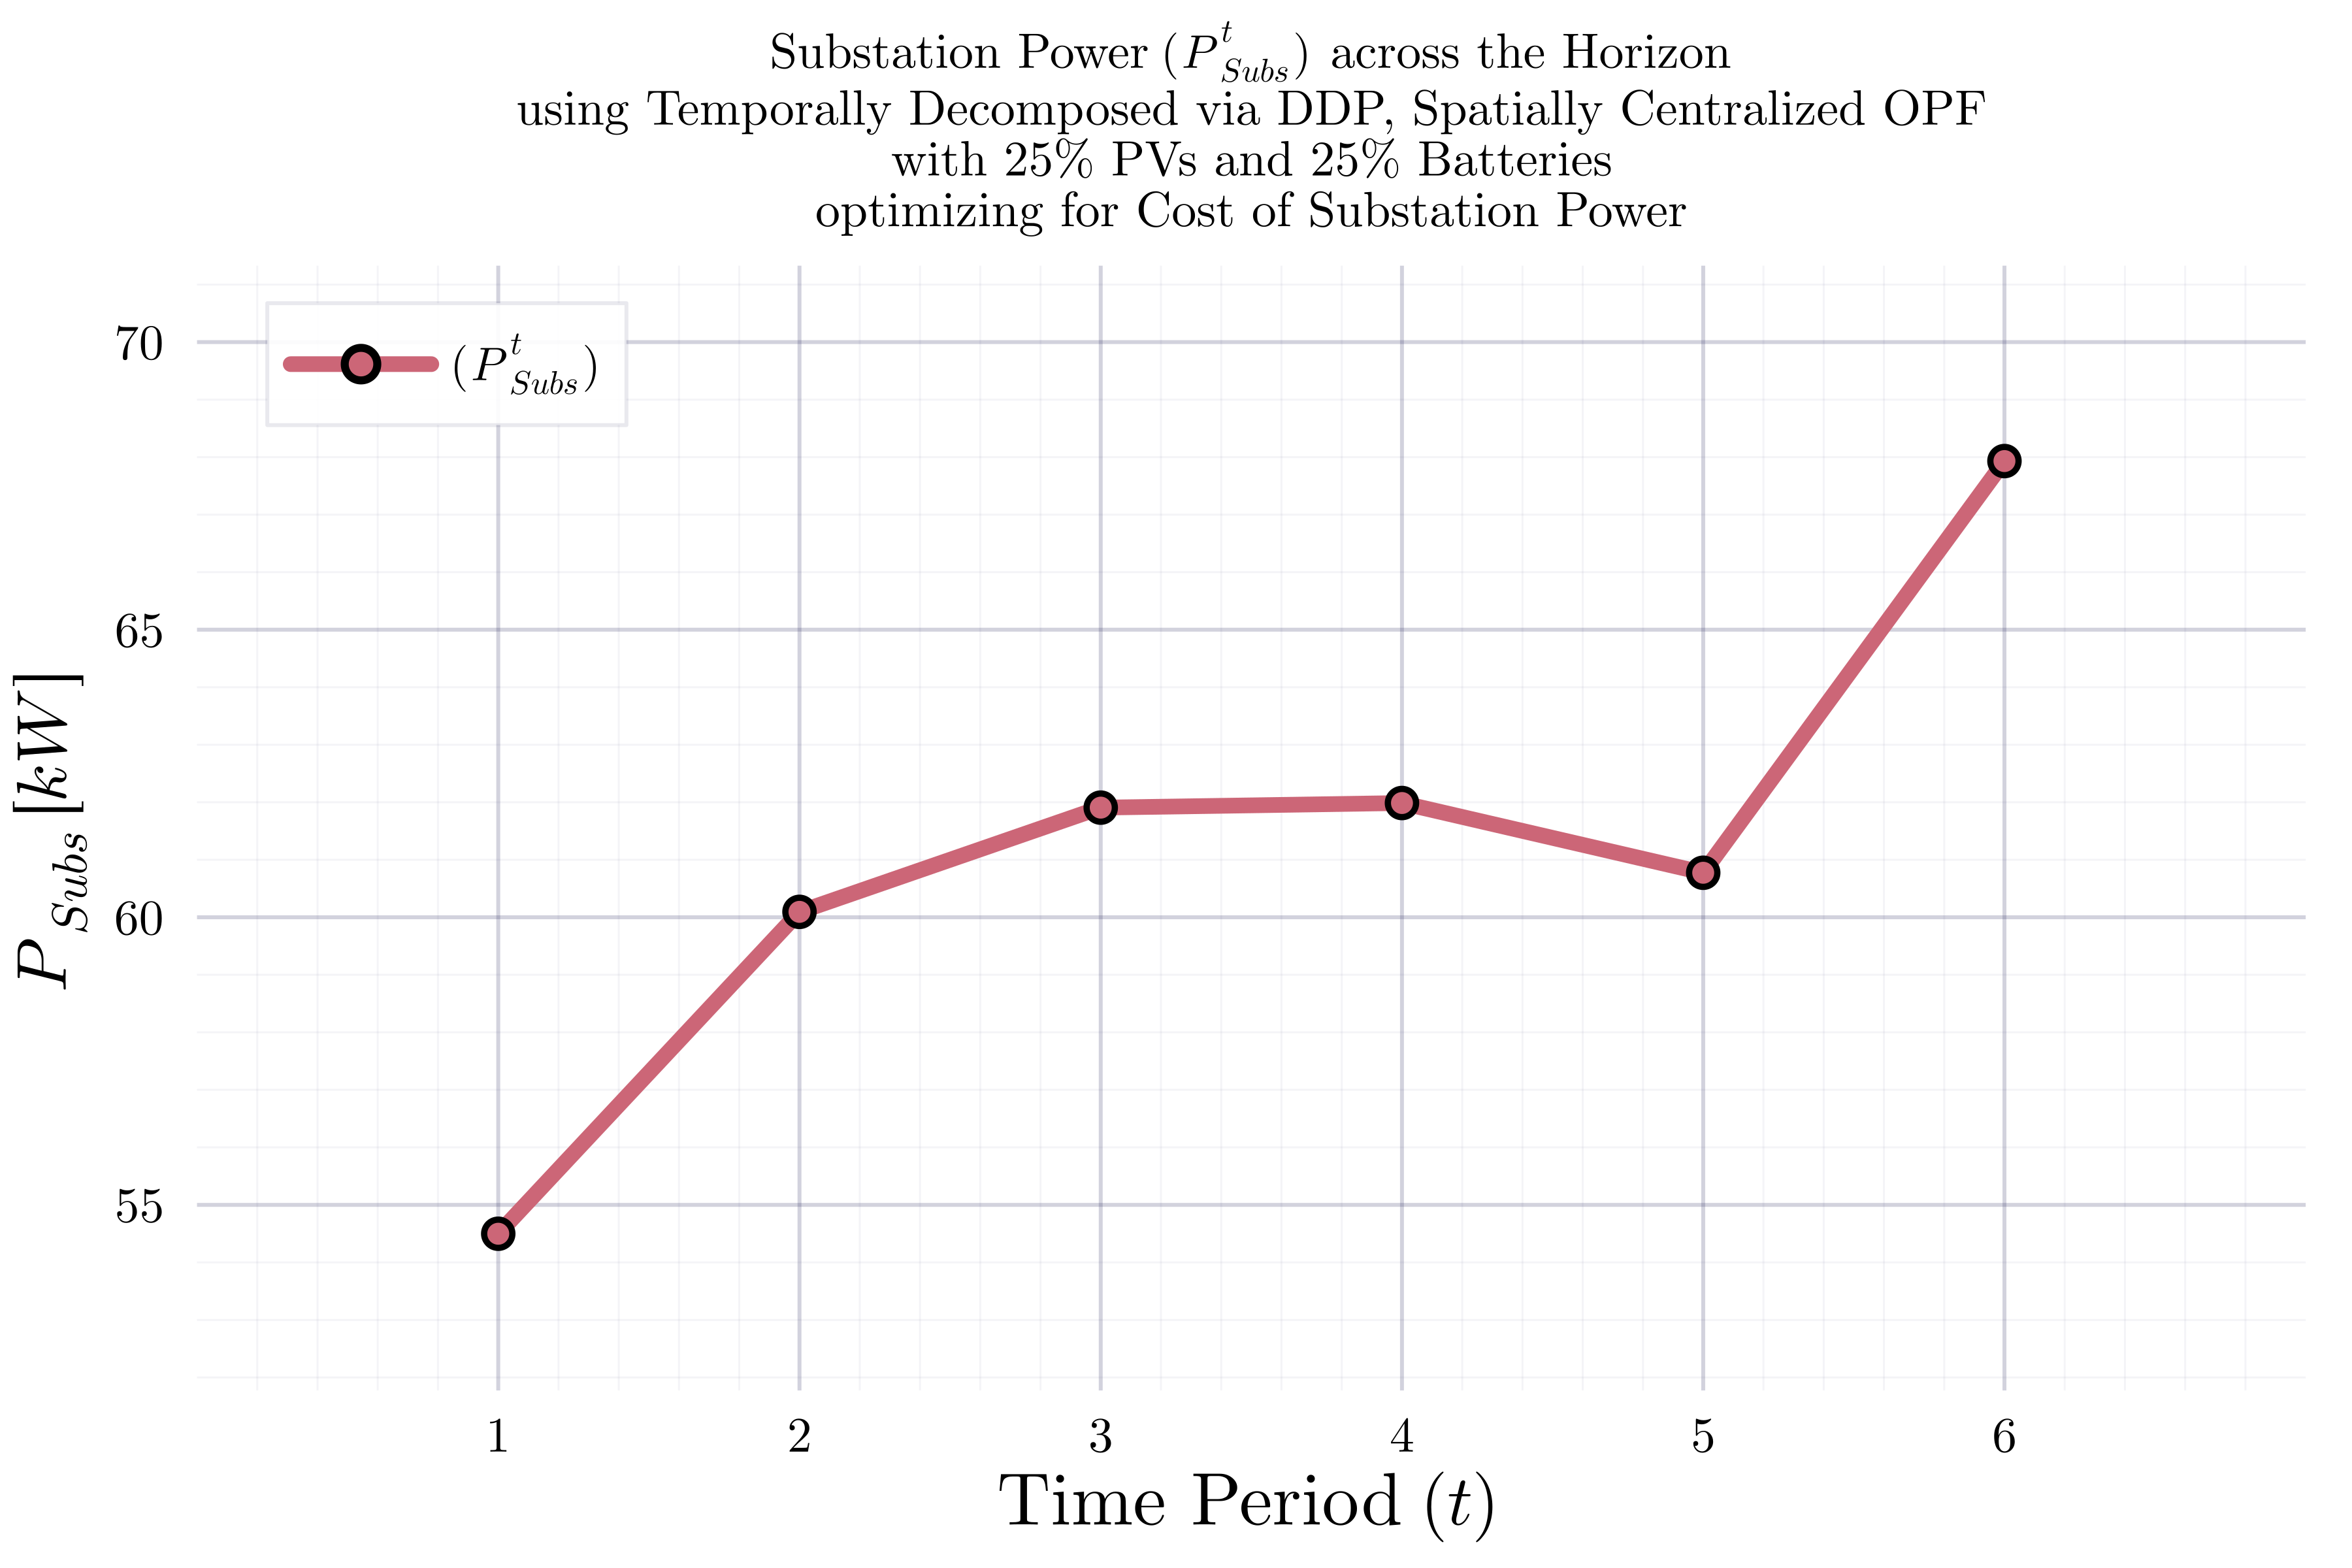 Substation Power (P^t_Subs) across the Horizon
using Temporally Decomposed via DDP, Spatially Centralized OPF
with 25% PVs and 25% Batteries
optimizing for Cost of Substation Power
(P^t_Subs)
70
65
60
55
P_Subs [kW]
1 2 3 4 5 6
Time Period (t)